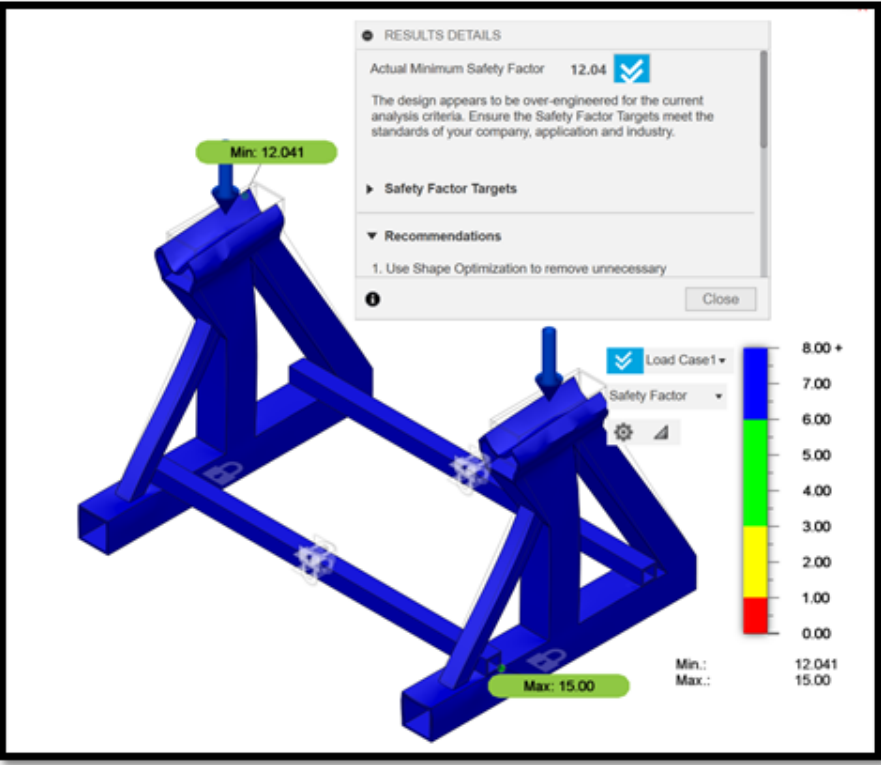 RESULTS DETAILS
Actual Minimum Safety Factor 12.04
The design appears to be over-engineered for the current
analysis criteria. Ensure the Safety Factor Targets meet the
standards of your company, application and industry.
Safety Factor Targets
Recommendations
1. Use Shape Optimization to remove unnecessary
Close
Min: 12.041
Load Case1
Safety Factor
8.00 +
7.00
6.00
5.00
4.00
3.00
2.00
1.00
0.00
Min.: 12.041
Max.: 15.00
Max: 15.00